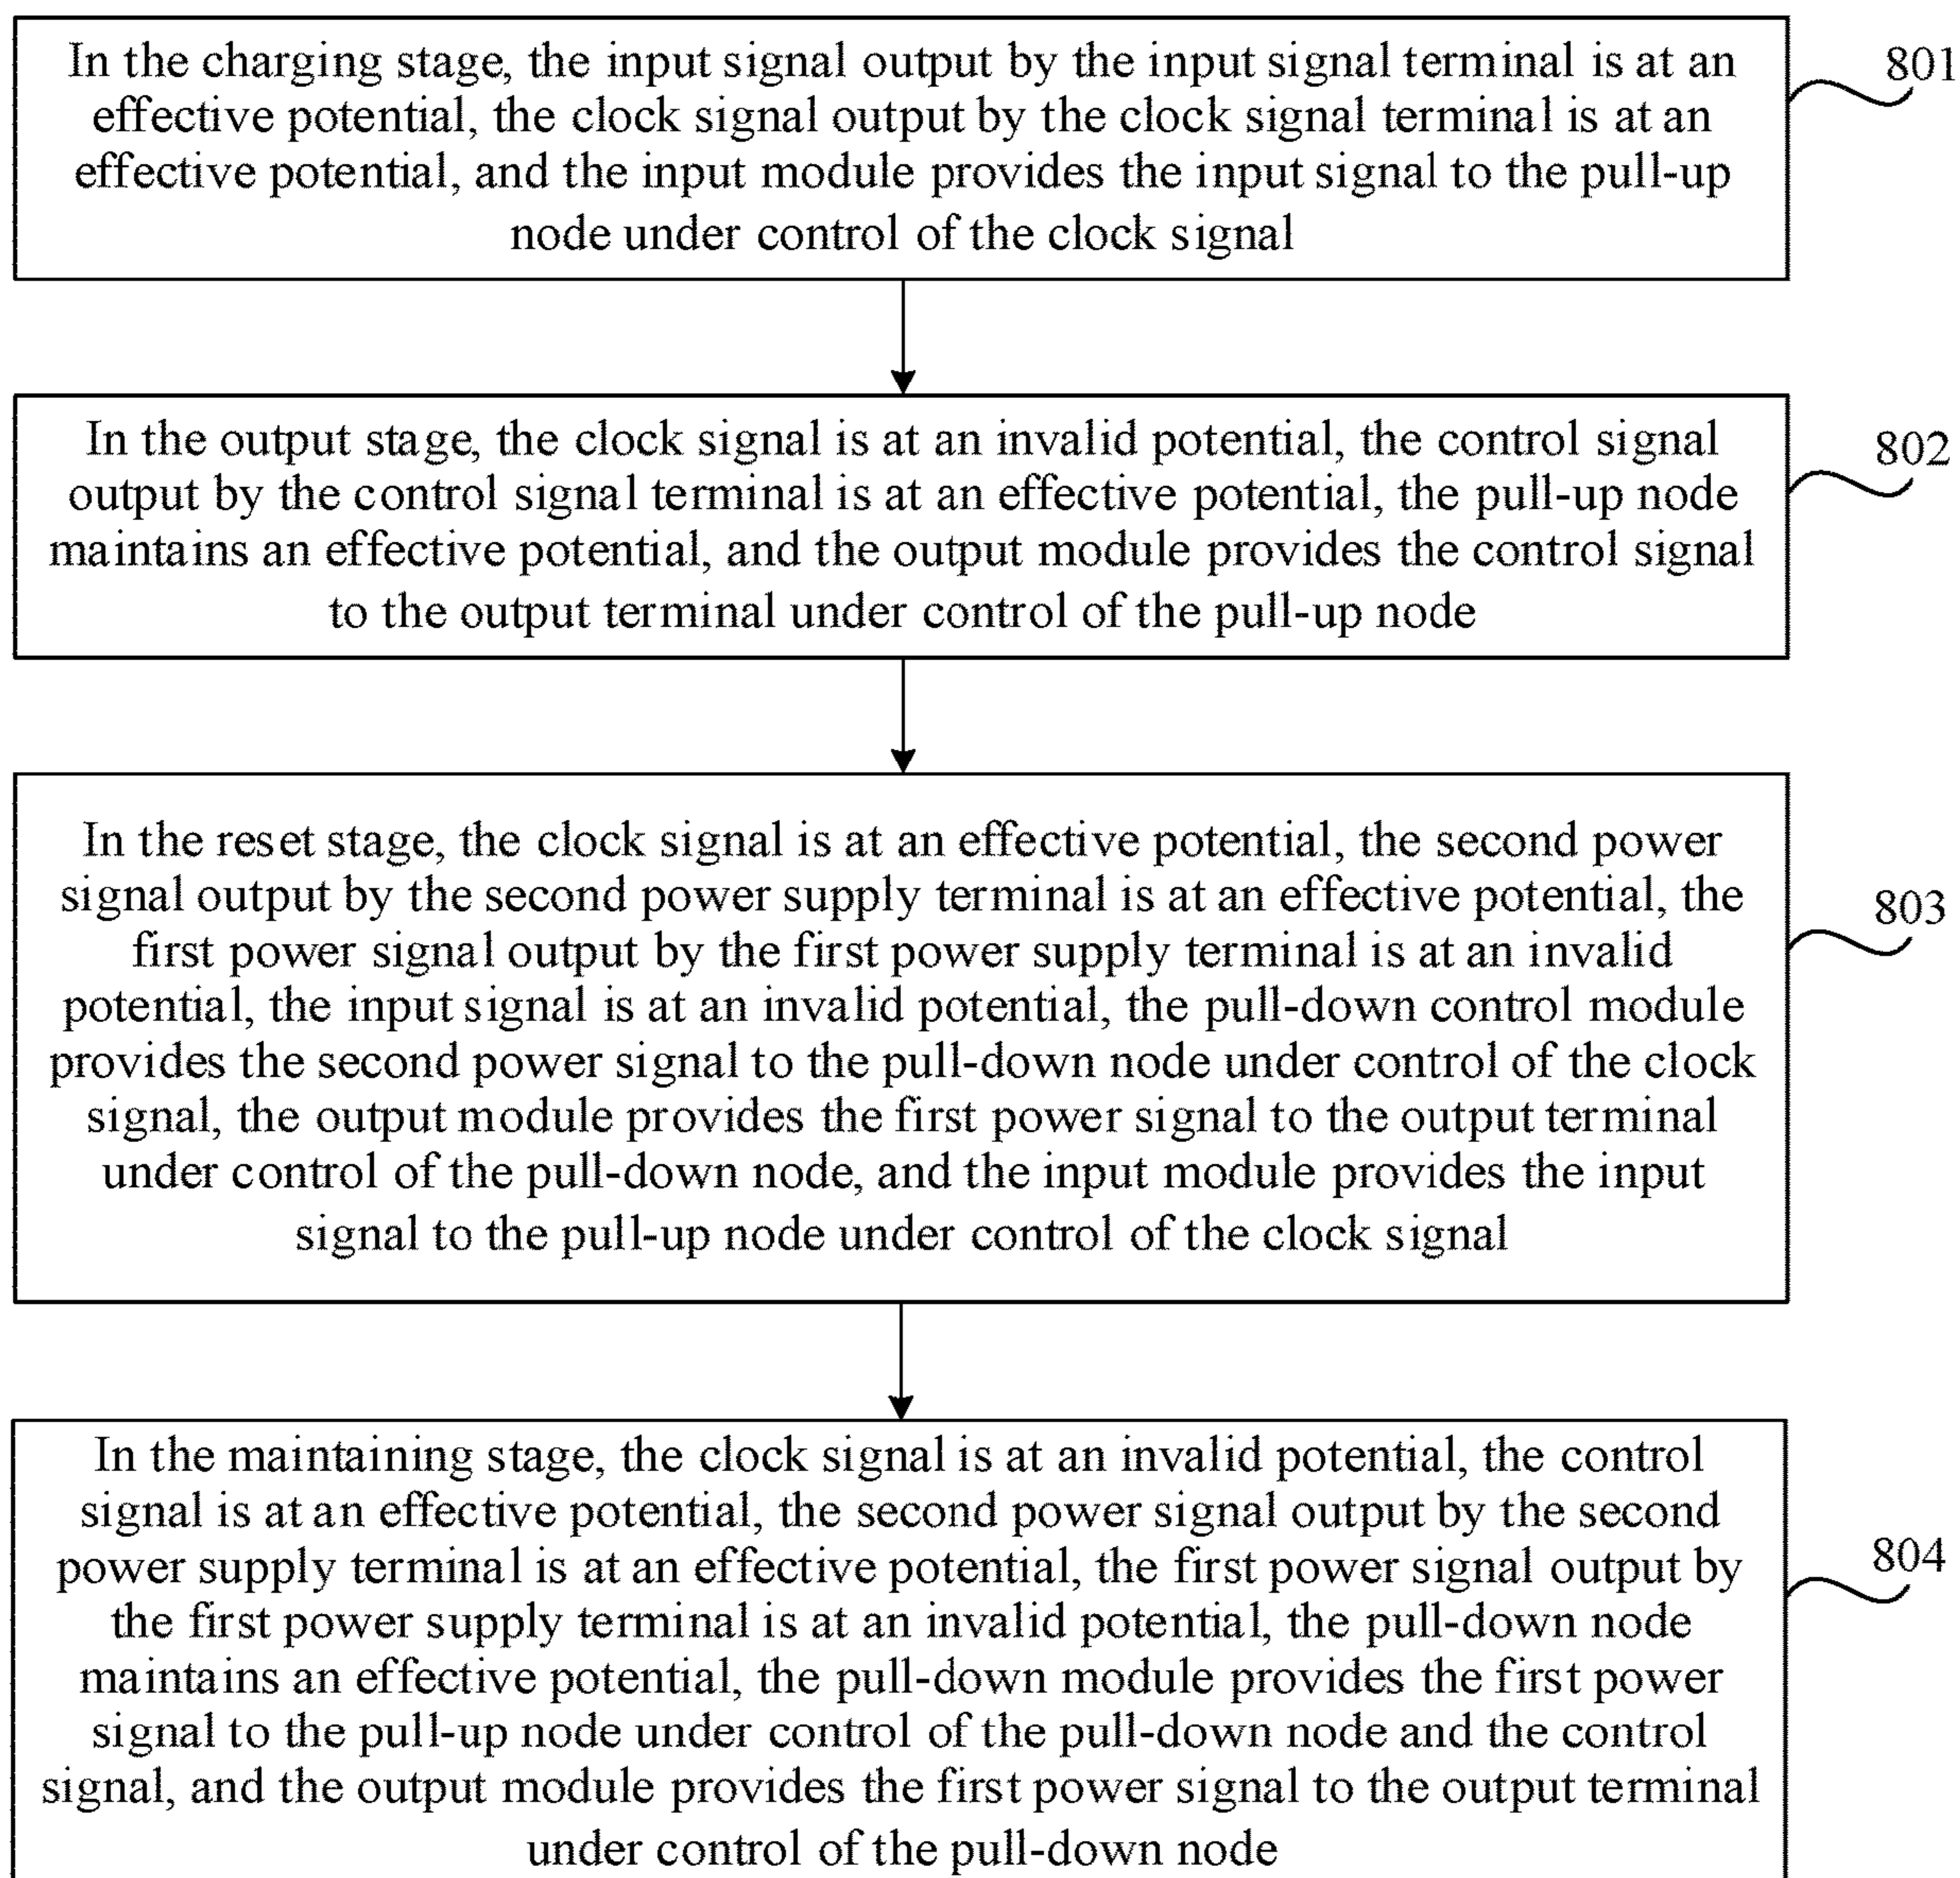 In the charging stage, the input signal output by the input signal terminal is at an
effective potential, the clock signal output by the clock signal terminal is at an
effective potential, and the input module provides the input signal to the pull-up
node under control of the clock signal
801
In the output stage, the clock signal is at an invalid potential, the control signal
output by the control signal terminal is at an effective potential, the pull-up node
maintains an effective potential, and the output module provides the control signal
to the output terminal under control of the pull-up node
802
In the reset stage, the clock signal is at an effective potential, the second power
signal output by the second power supply terminal is at an effective potential, the
first power signal output by the first power supply terminal is at an invalid
potential, the input signal is at an invalid potential, the pull-down control module
provides the second power signal to the pull-down node under control of the clock
signal, the output module provides the first power signal to the output terminal
under control of the pull-down node, and the input module provides the input
signal to the pull-up node under control of the clock signal
803
In the maintaining stage, the clock signal is at an invalid potential, the control
signal is at an effective potential, the second power signal output by the second
power supply terminal is at an effective potential, the first power signal output by
the first power supply terminal is at an invalid potential, the pull-down node
maintains an effective potential, the pull-down module provides the first power
signal to the pull-up node under control of the pull-down node and the control
signal, and the output module provides the first power signal to the output terminal
under control of the pull-down node
804